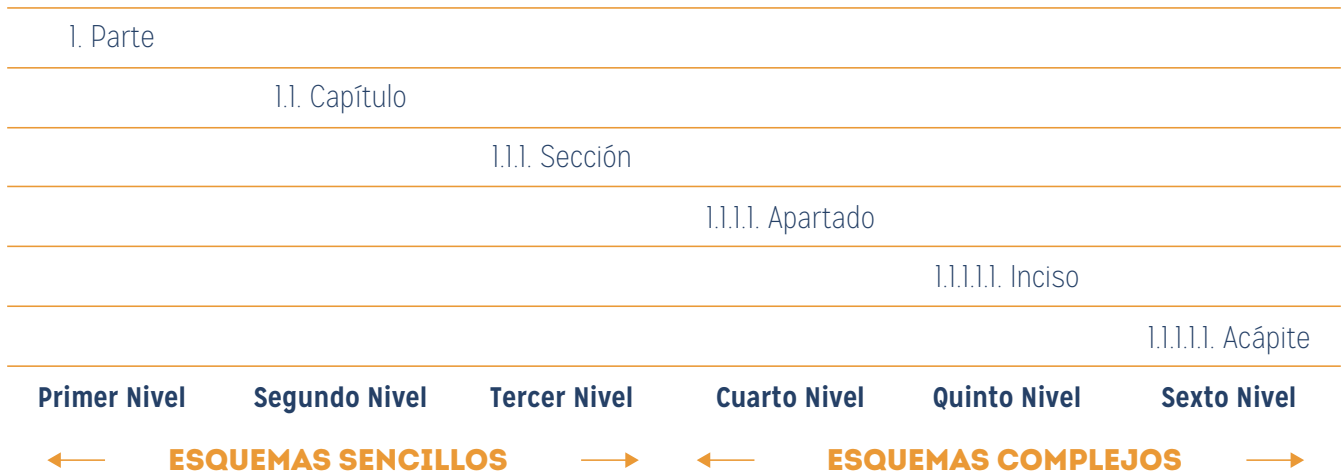 1. Parte
1.1. Capítulo
1.1.1. Sección
1.1.1.1. Apartado
1.1.1.1.1. Inciso
1.1.1.1.1. Acápite
Primer Nivel Segundo Nivel Tercer Nivel Cuarto Nivel Quinto Nivel Sexto Nivel
ESQUEMAS SENCILLOS ESQUEMAS COMPLEJOS